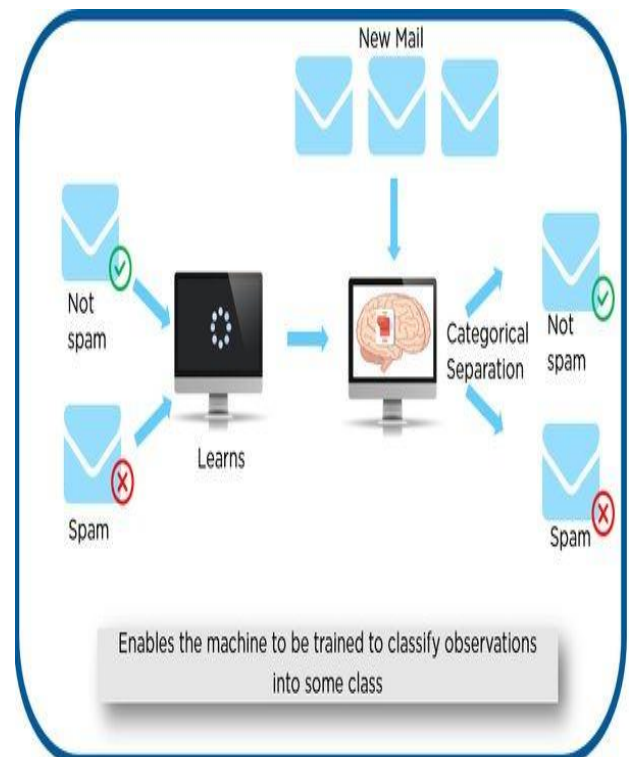 New Mail
Not
spam
Learns
Spam
Categorical
Separation
Not
spam
Spam
Enables the machine to be trained to classify observations
into some class